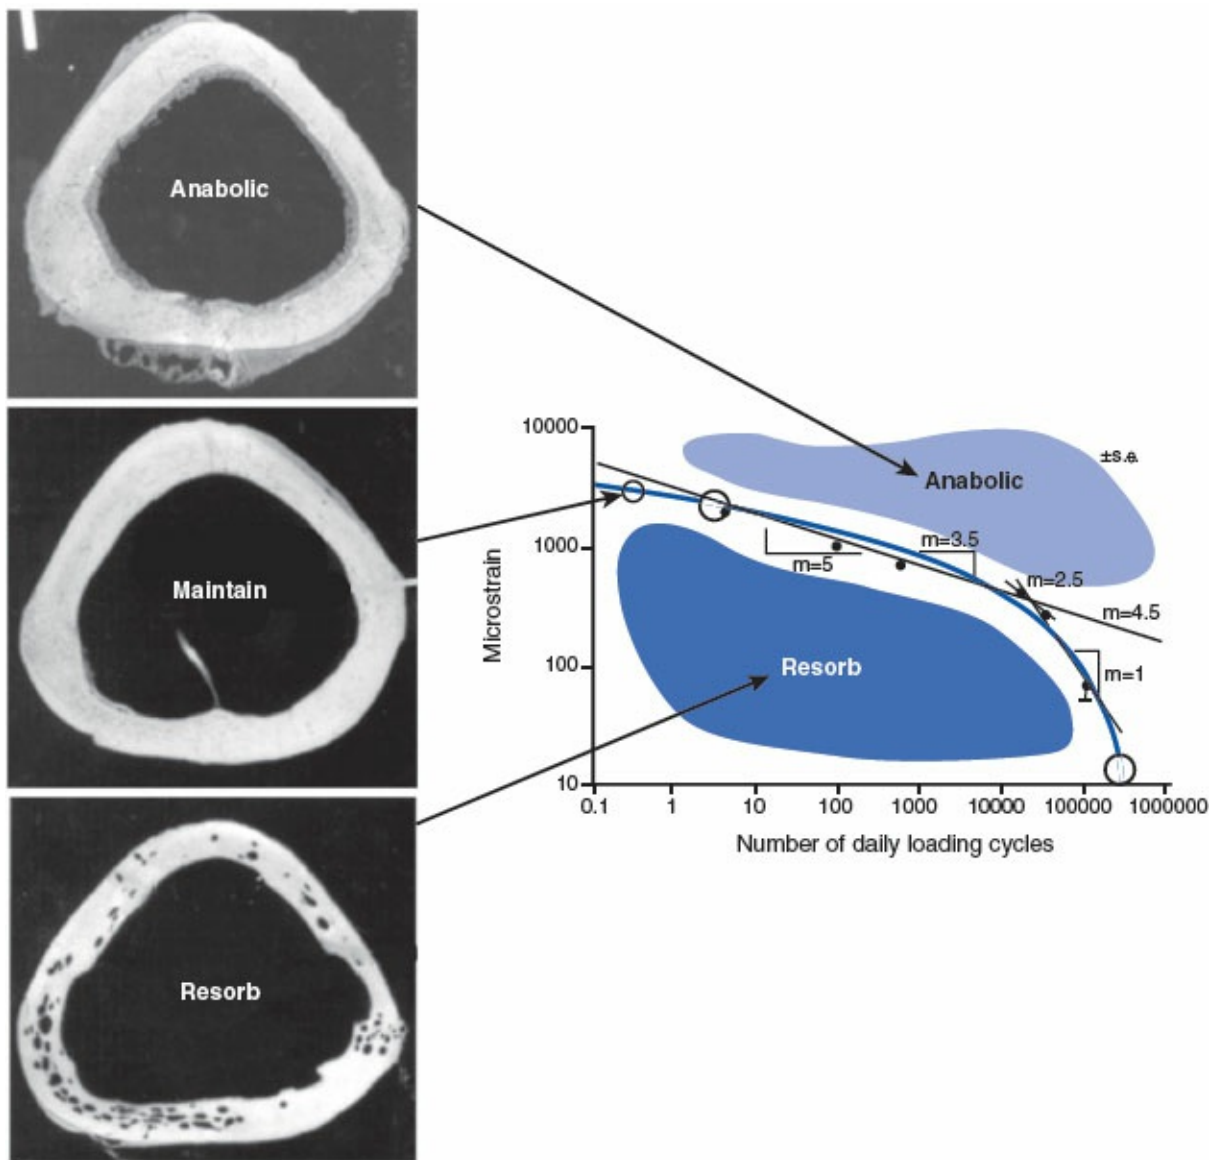 Anabolic
Maintain
Resorb
10000
1000
100
10
Microstrain
±s.e.
Anabolic
m=3.5
m=5
m=2.5
m=4.5
Resorb
m=1
0.1 1 10 100 1000 10000 100000 1000000
Number of daily loading cycles